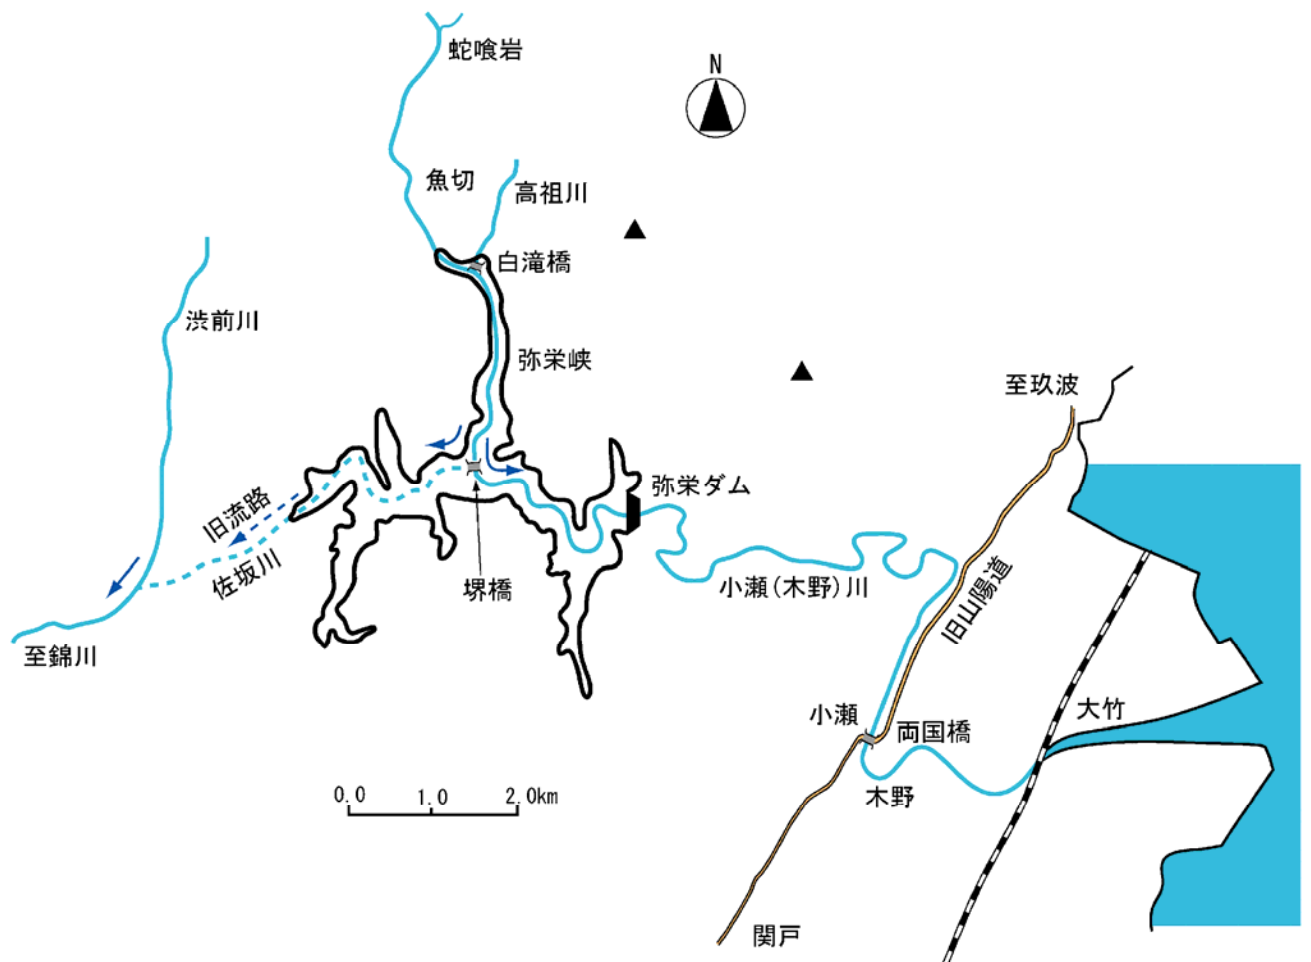 蛇喰岩
N
魚切
高祖川
白滝橋
渋前川
弥栄峡
至玖波
弥栄ダム
旧流路
佐坂川
堺橋
小瀬(木野)川
旧山陽道
至錦川
小瀬
両国橋
大竹
木野
0.0 1.0 2.0km
関戸